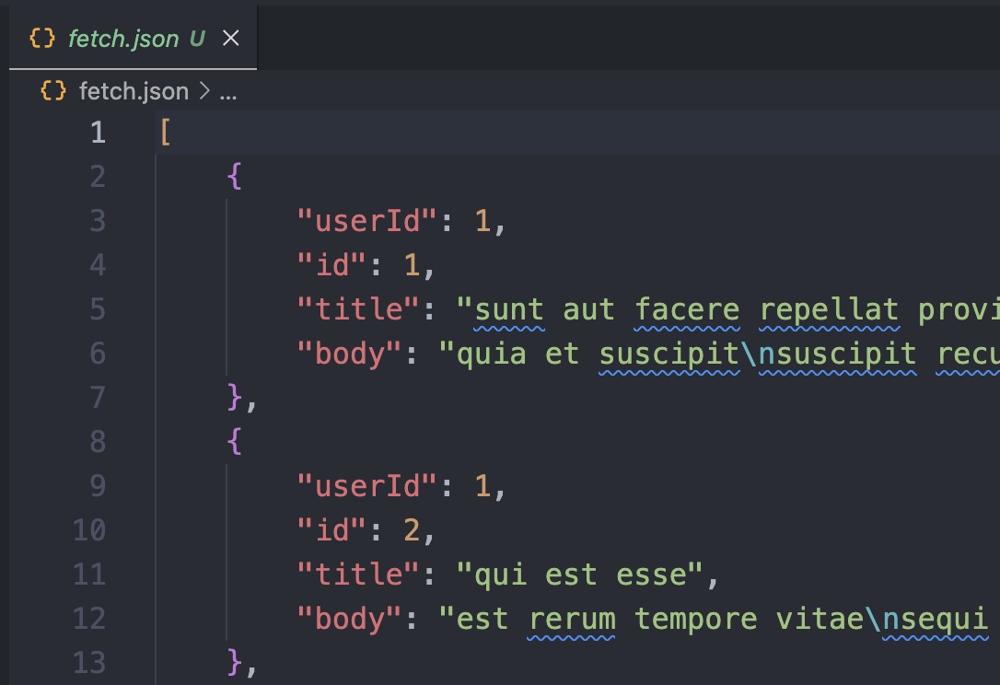 {} fetch.json U ×
{} fetch.json > ...
1 [
2 {
3 "userId": 1,
4 "id": 1,
5 "title": "sunt aut facere repellat provi
6 "body": "quia et suscipit\nsuscipit recu
7 },
8 {
9 "userId": 1,
10 "id": 2,
11 "title": "qui est esse",
12 "body": "est rerum tempore vitae\nsequi
13 },